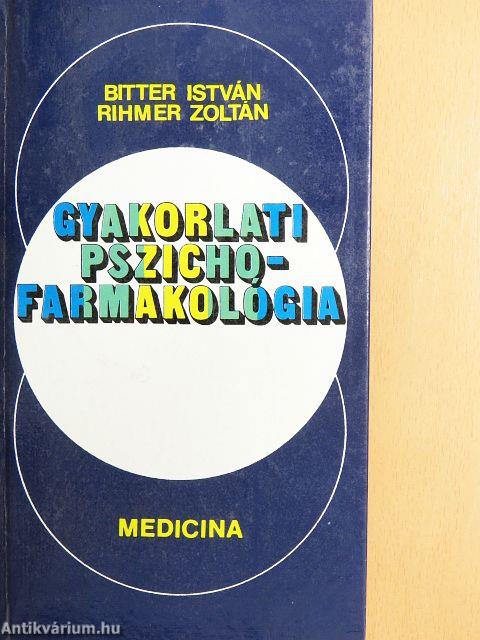 BITTER ISTVÁN
RIHMER ZOLTÁN
GYAKORLATI
PSZICHO-
FARMAKOLÓGIA
MEDICINA
Antikvárium.hu